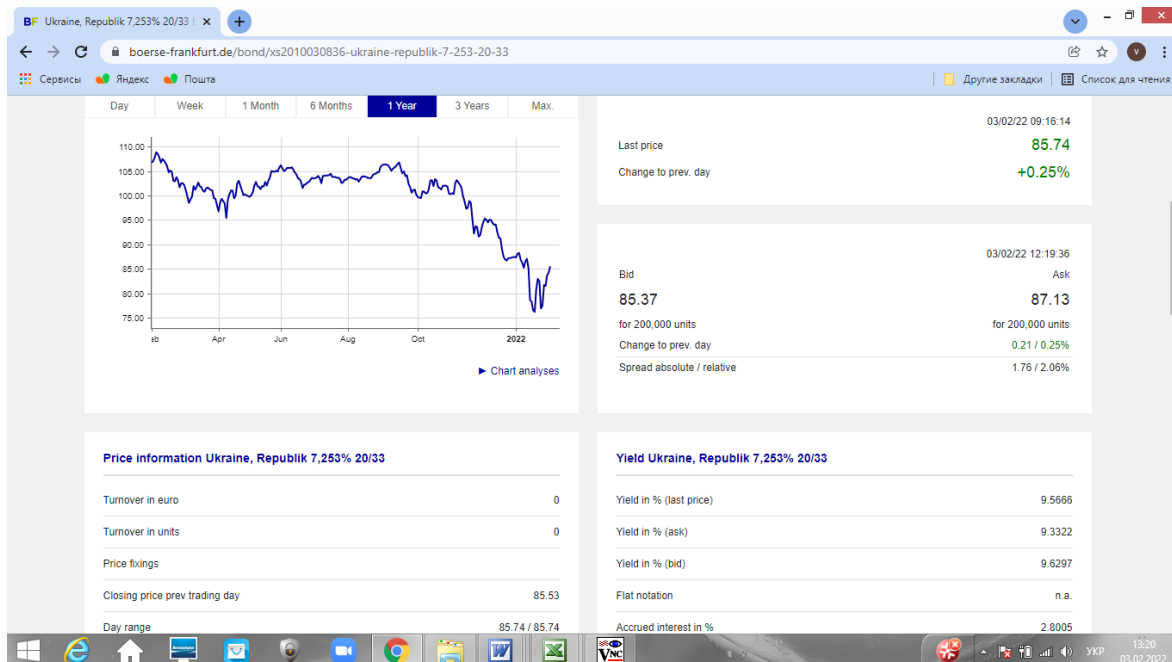 BF Ukraine, Republik 7,253% 20/33
boerse-frankfurt.de/bond/xs2010030836-ukraine-republik-7-253-20-33
V
Сервисы Яндекс Пошта Другие закладки Список для чтения
Day Week 1 Month 6 Months 1 Year 3 Years Max.
110.00
105.00
100.00
95.00
90.00
85.00
80.00
75.00
Apr Jun Aug Oct 2022
Chart analyses
03/02/22 09:16:14
Last price 85.74
Change to prev. day +0.25%
03/02/22 12:19:36
Bid Ask
85.37 87.13
for 200,000 units for 200,000 units
Change to prev. day 0.21 / 0.25%
Spread absolute / relative 1.76 / 2.06%
Price information Ukraine, Republik 7,253% 20/33
Turnover in euro 0
Turnover in units 0
Price fixings
Closing price prev trading day 85.53
Day range 85.74 / 85.74
Yield Ukraine, Republik 7,253% 20/33
Yield in % (last price) 9.5666
Yield in % (ask) 9.3322
Yield in % (bid) 9.6297
Flat notation n.a.
Accrued interest in % 2.8005
VNC
УКР
13:20
03.02.2022